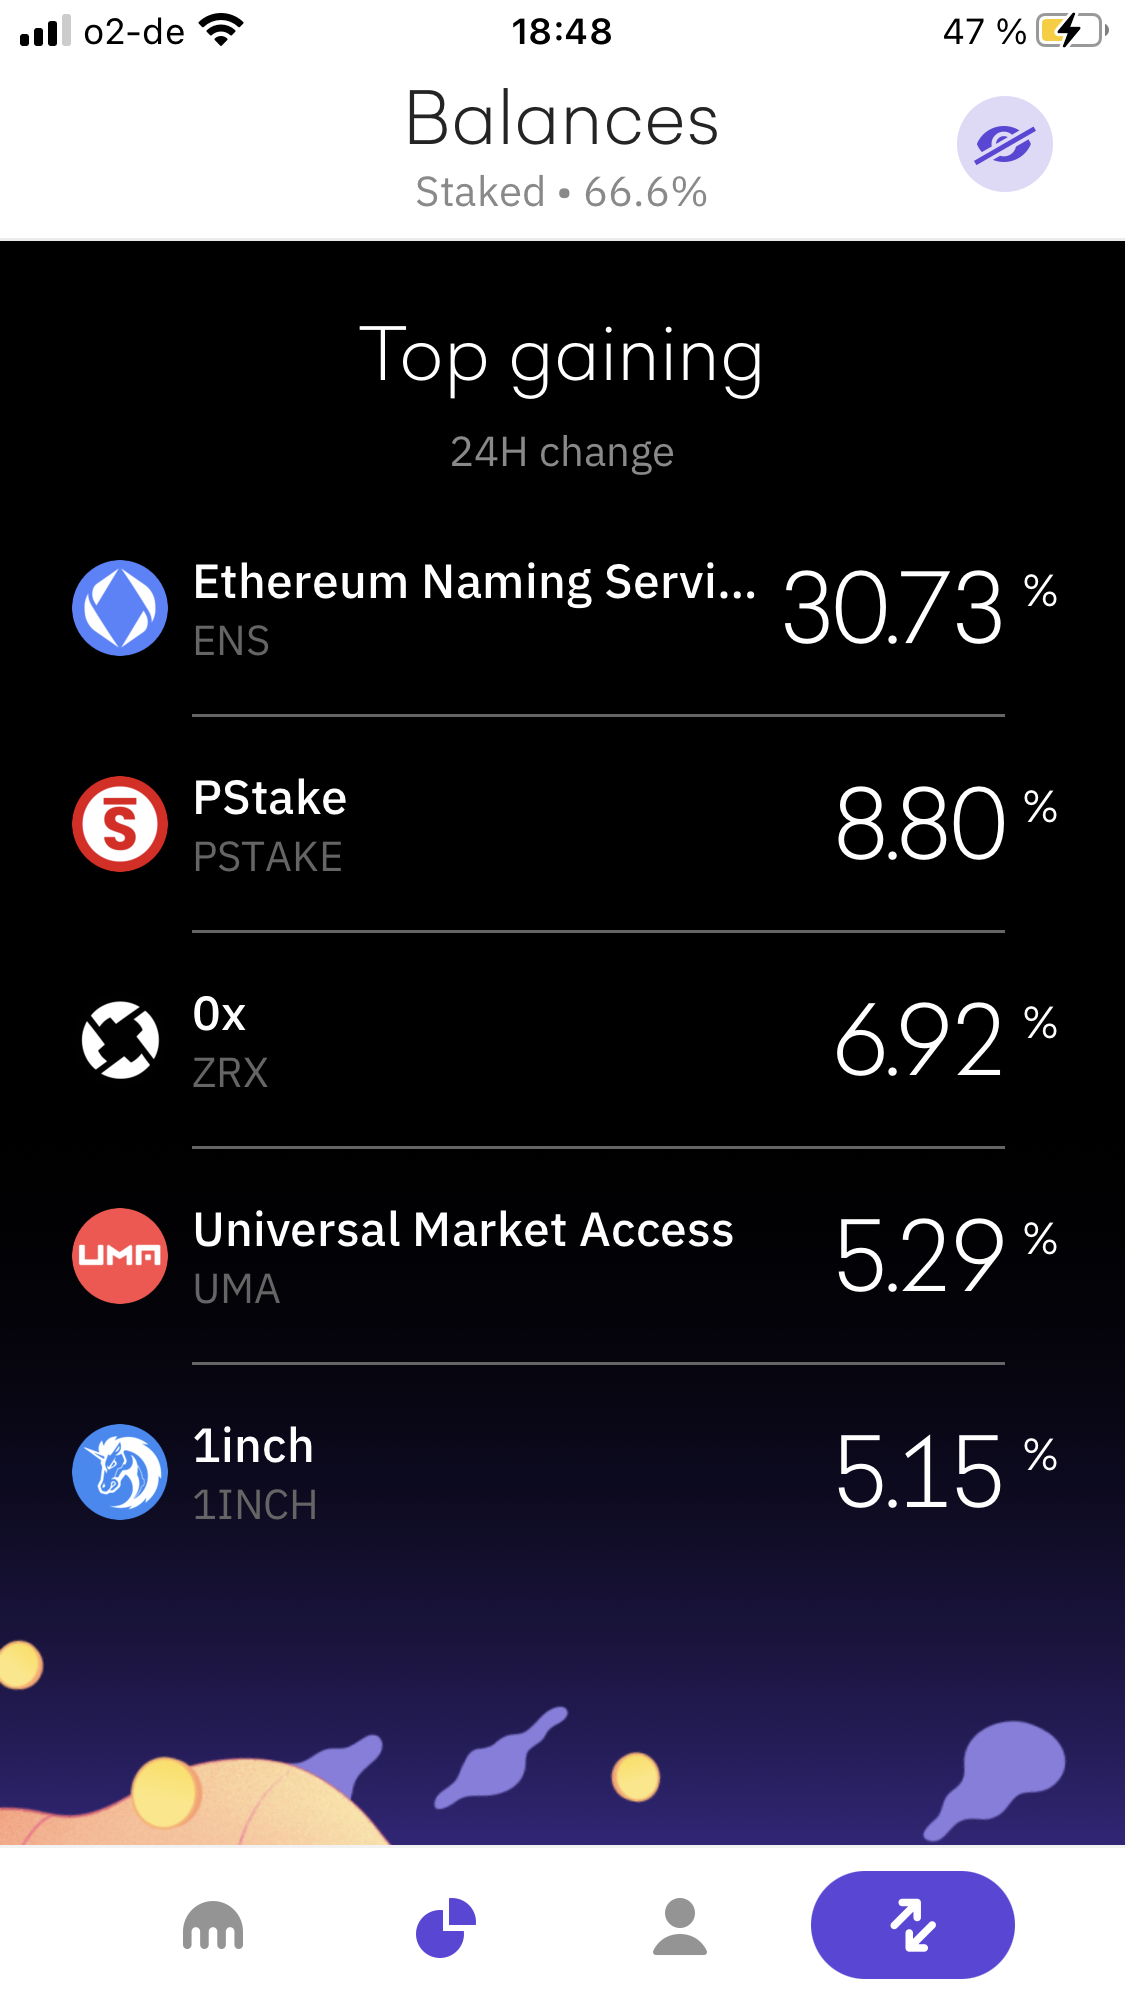 o2-de 18:48 47 %
Balances
Staked • 66.6%
Top gaining
24H change
Ethereum Naming Servi... 30.73 %
ENS
PStake 8.80 %
PSTAKE
0x 6.92 %
ZRX
UMA Universal Market Access 5.29 %
UMA
1inch 5.15 %
1INCH